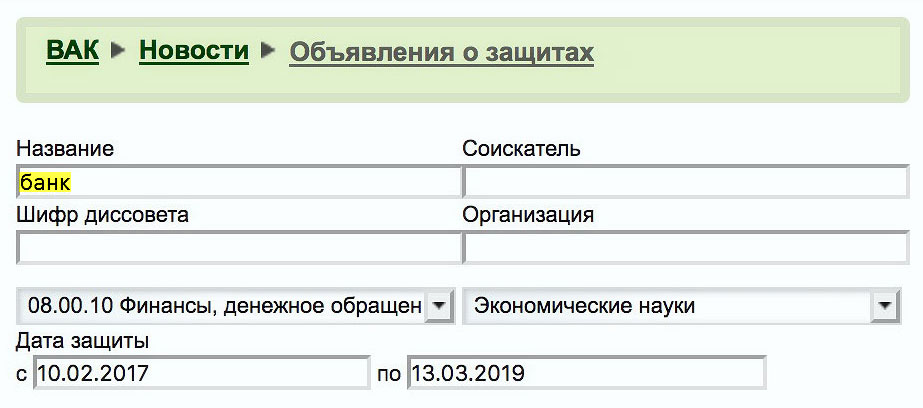 ВАК Новости Объявления о защитах
Название Соискатель
банк
Шифр диссовета Организация
08.00.10 Финансы, денежное обращен Экономические науки
Дата защиты
с 10.02.2017 по 13.03.2019